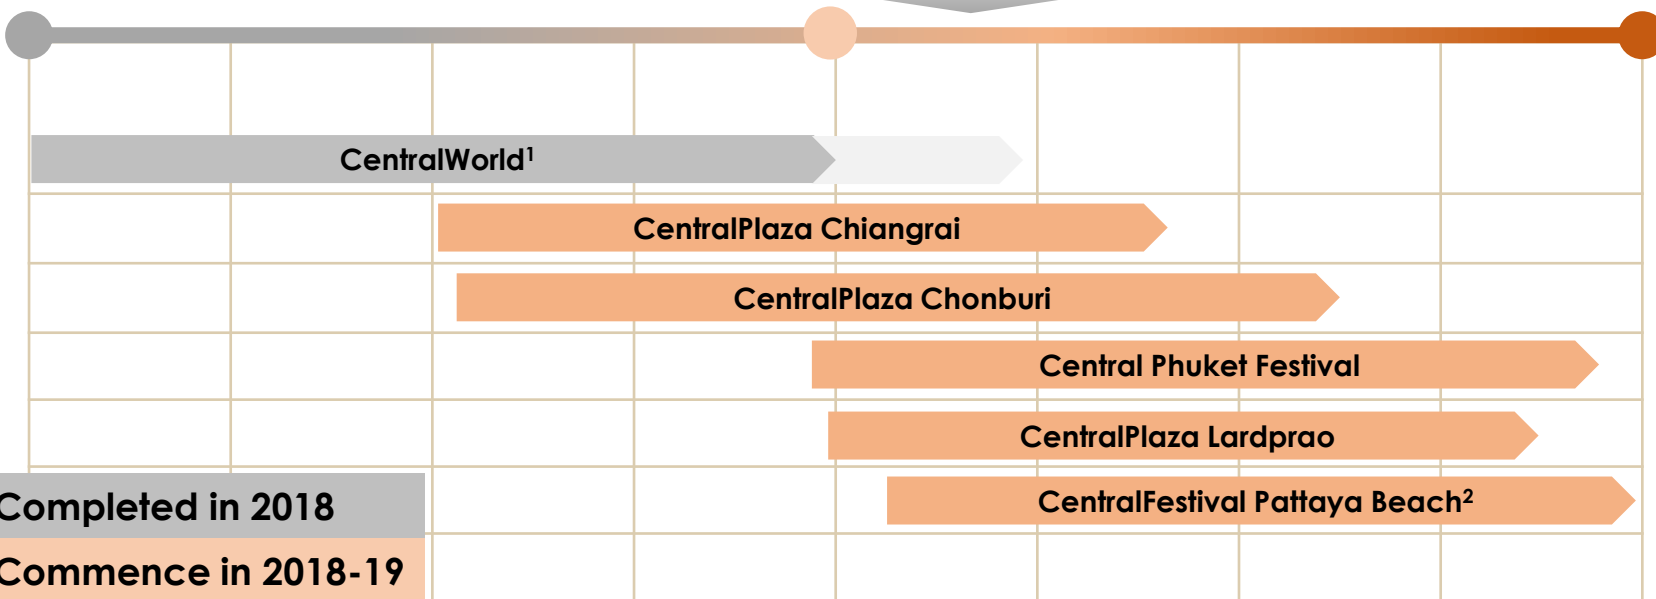 CentralWorld¹
CentralPlaza Chiangrai
CentralPlaza Chonburi
Central Phuket Festival
CentralPlaza Lardprao
CentralFestival Pattaya Beach²
Completed in 2018
Commence in 2018-19